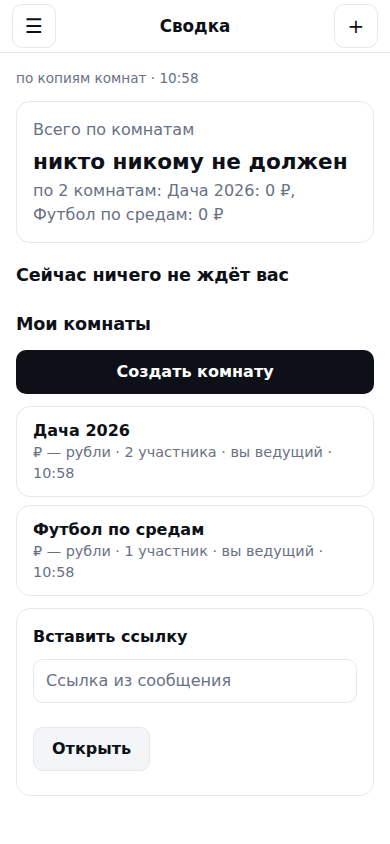 ☰ Сводка +
по копиям комнат · 10:58
Всего по комнатам
никто никому не должен
по 2 комнатам: Дача 2026: 0 ₽,
Футбол по средам: 0 ₽
Сейчас ничего не ждёт вас
Мои комнаты
Создать комнату
Дача 2026
₽ — рубли · 2 участника · вы ведущий ·
10:58
Футбол по средам
₽ — рубли · 1 участник · вы ведущий ·
10:58
Вставить ссылку
Ссылка из сообщения
Открыть